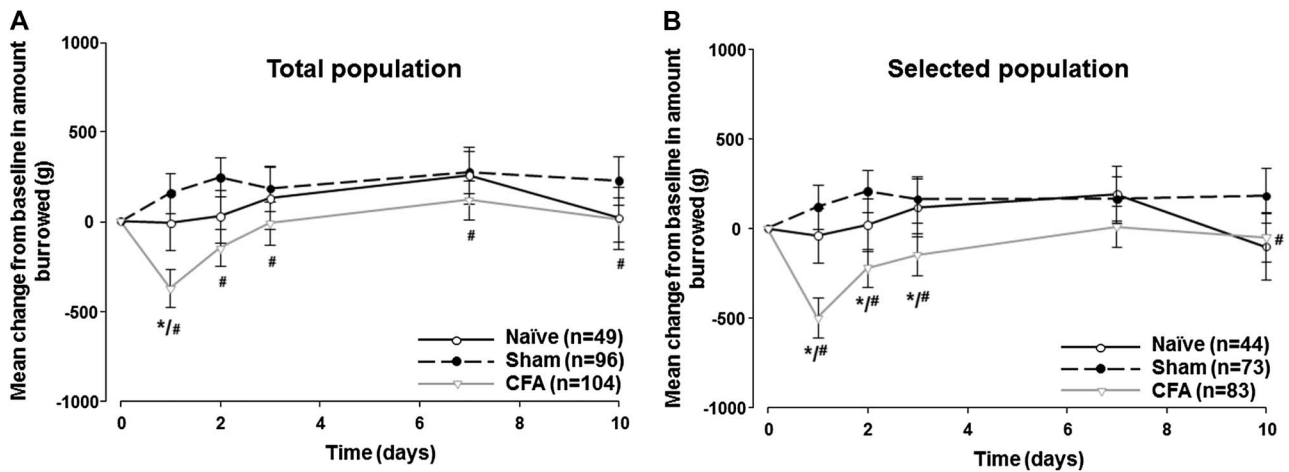 A
Total population
Mean change from baseline in amount
burrowed (g)
1000
500
0
-500
-1000
*/#
#
#
#
#
Naïve (n=49)
Sham (n=96)
CFA (n=104)
0
2
4
6
8
10
Time (days)
B
Selected population
Mean change from baseline in amount
burrowed (g)
1000
500
0
-500
-1000
*/#
*/#
*/#
#
Naïve (n=44)
Sham (n=73)
CFA (n=83)
0
2
4
6
8
10
Time (days)